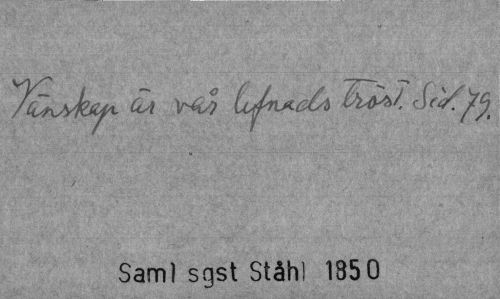 Vänskap är vår lefnads tröst. Sid. 79.
Saml sgst Ståhl 1850